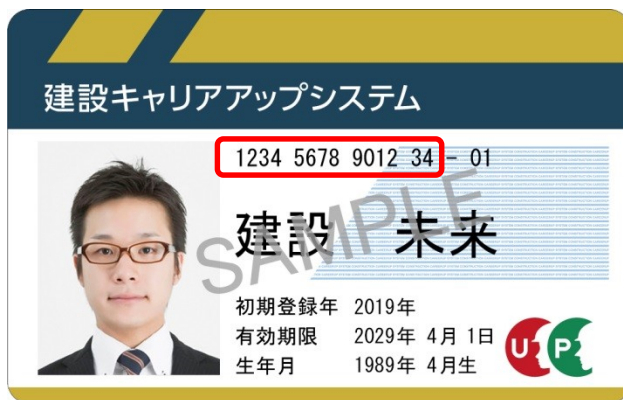 建設キャリアアップシステム
1234 5678 9012 34 - 01
建設 未来
SAMPLE
初期登録年 2019年
有効期限 2029年 4月 1日
生年月 1989年 4月生
UP